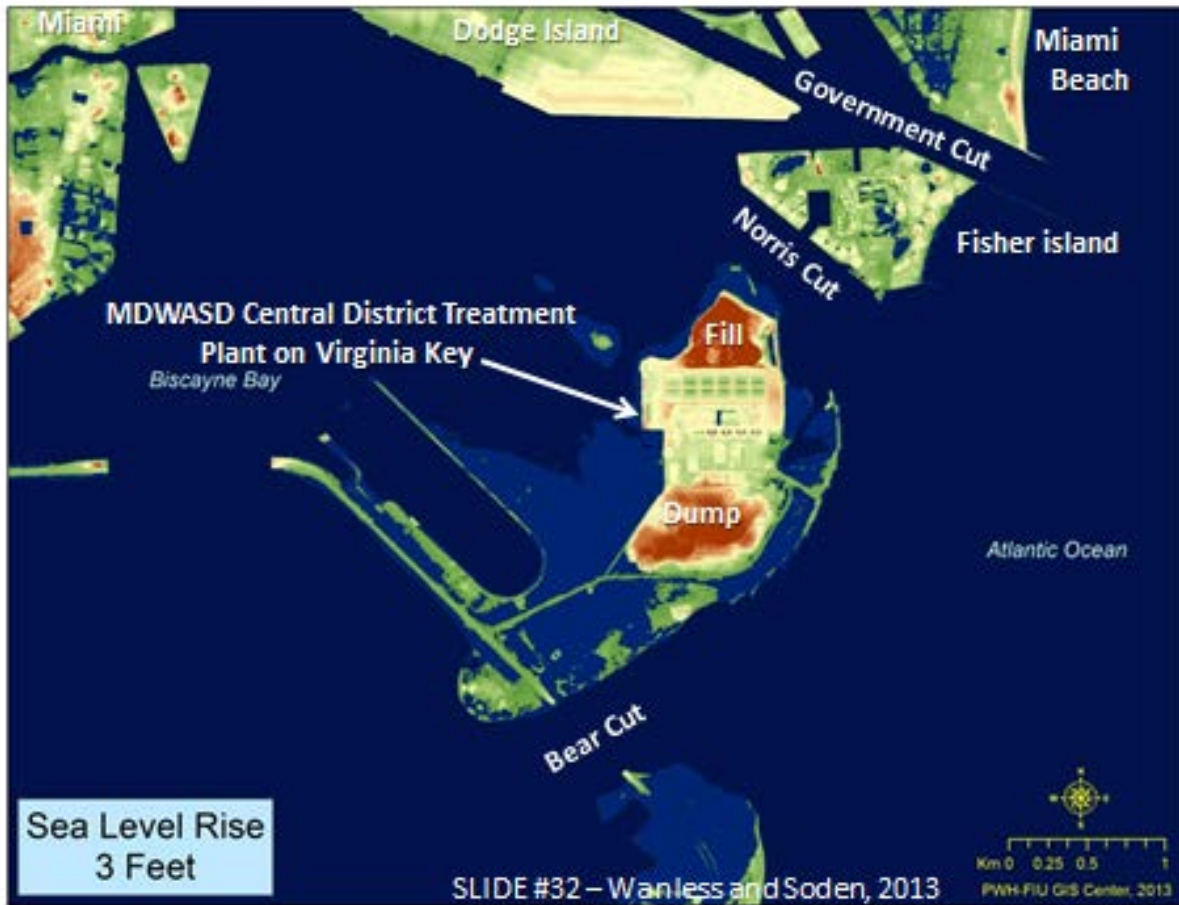 Miami
Dodge Island
Miami
Beach
Government Cut
Norris Cut
Fisher island
MDWASD Central District Treatment
Plant on Virginia Key
Fill
Biscayne Bay
Dump
Atlantic Ocean
Bear Cut
Sea Level Rise
3 Feet
N
W
E
S
Km 0 0.25 0.5 1
PWH-FIU GIS Center, 2013
SLIDE #32 – Wanless and Soden, 2013